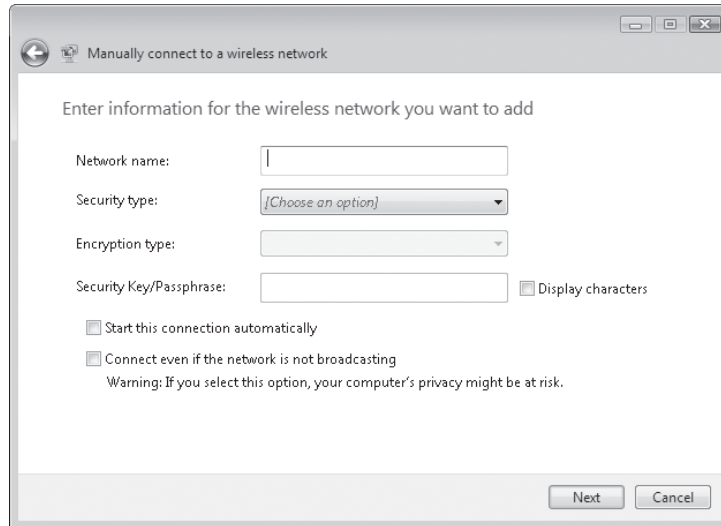 Manually connect to a wireless network
Enter information for the wireless network you want to add
Network name:
Security type: [Choose an option]
Encryption type:
Security Key/Passphrase: Display characters
Start this connection automatically
Connect even if the network is not broadcasting
Warning: If you select this option, your computer's privacy might be at risk.
Next Cancel